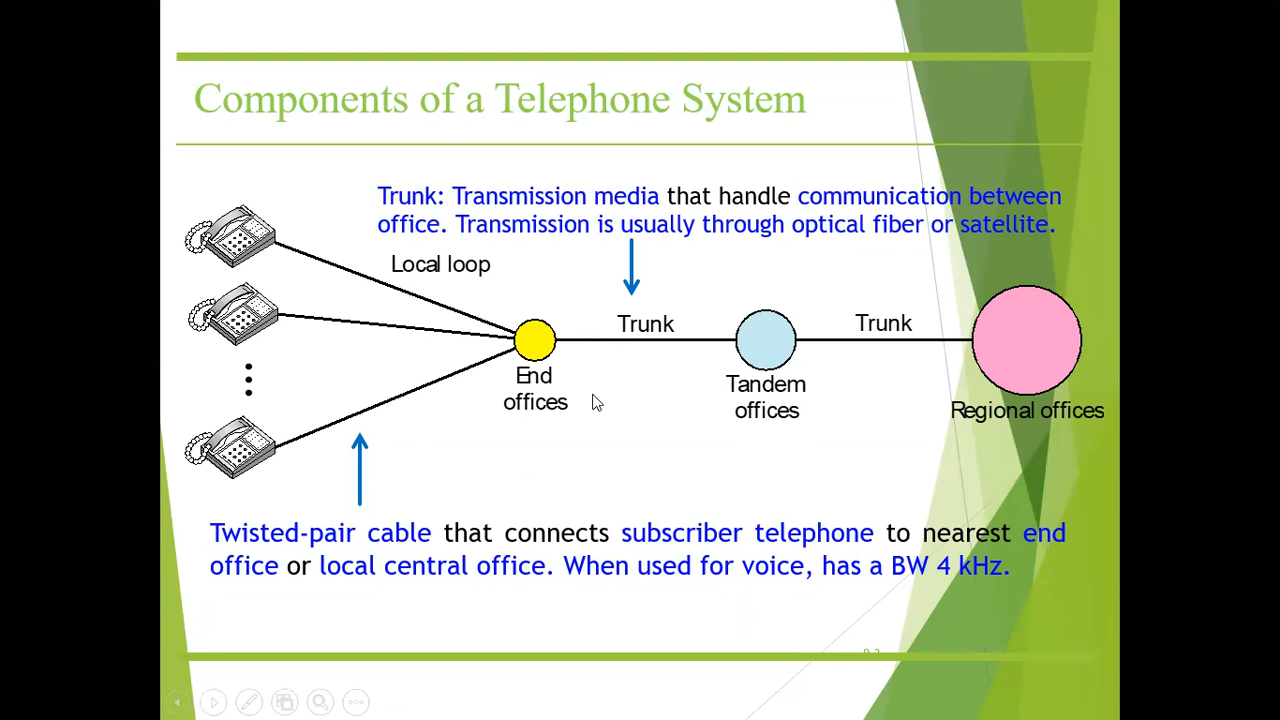 Components of a Telephone System
Trunk: Transmission media that handle communication between
office. Transmission is usually through optical fiber or satellite.
Local loop
Trunk
Trunk
End
offices
Tandem
offices
Regional offices
Twisted-pair cable that connects subscriber telephone to nearest end
office or local central office. When used for voice, has a BW 4 kHz.